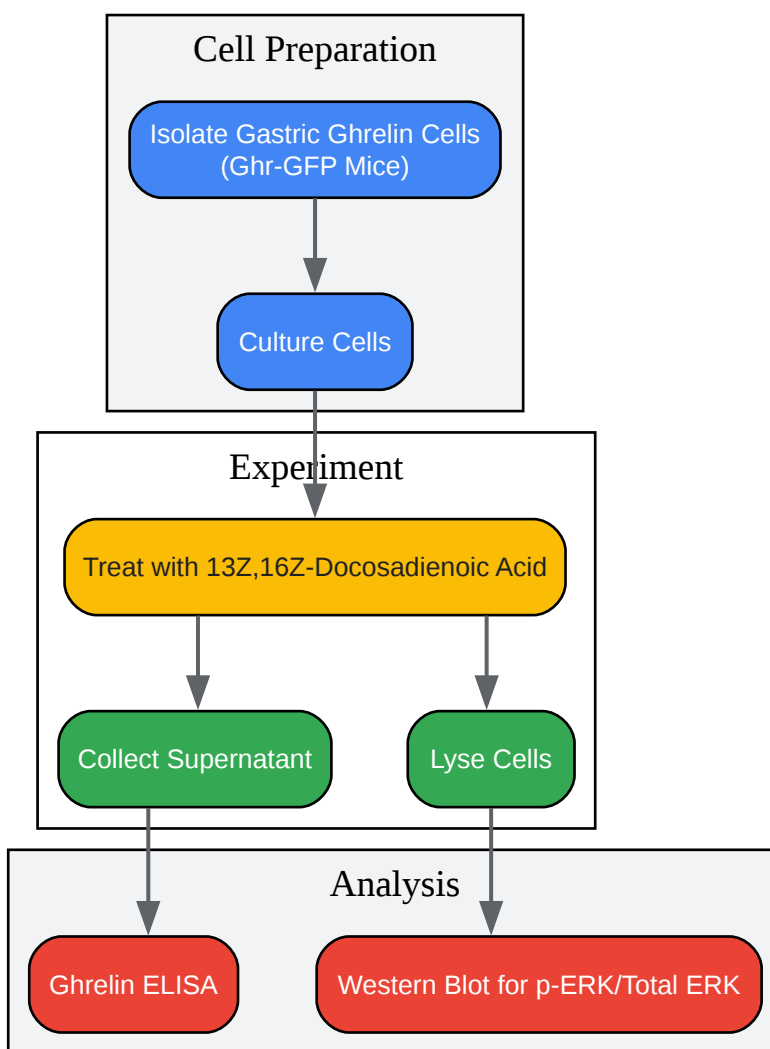 Cell Preparation
Isolate Gastric Ghrelin Cells
(Ghr-GFP Mice)
Culture Cells
Experiment
Treat with 13Z,16Z-Docosadienoic Acid
Collect Supernatant
Lyse Cells
Analysis
Ghrelin ELISA
Western Blot for p-ERK/Total ERK